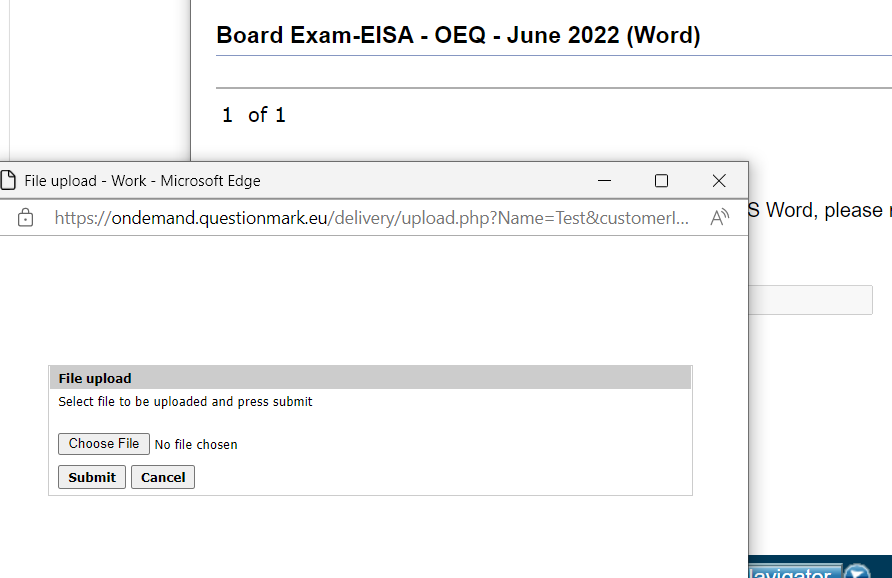 Board Exam-EISA - OEQ - June 2022 (Word)
1 of 1
File upload - Work - Microsoft Edge
https://ondemand.questionmark.eu/delivery/upload.php?Name=Test&customerI...
S Word, please
File upload
Select file to be uploaded and press submit
Choose File No file chosen
Submit Cancel